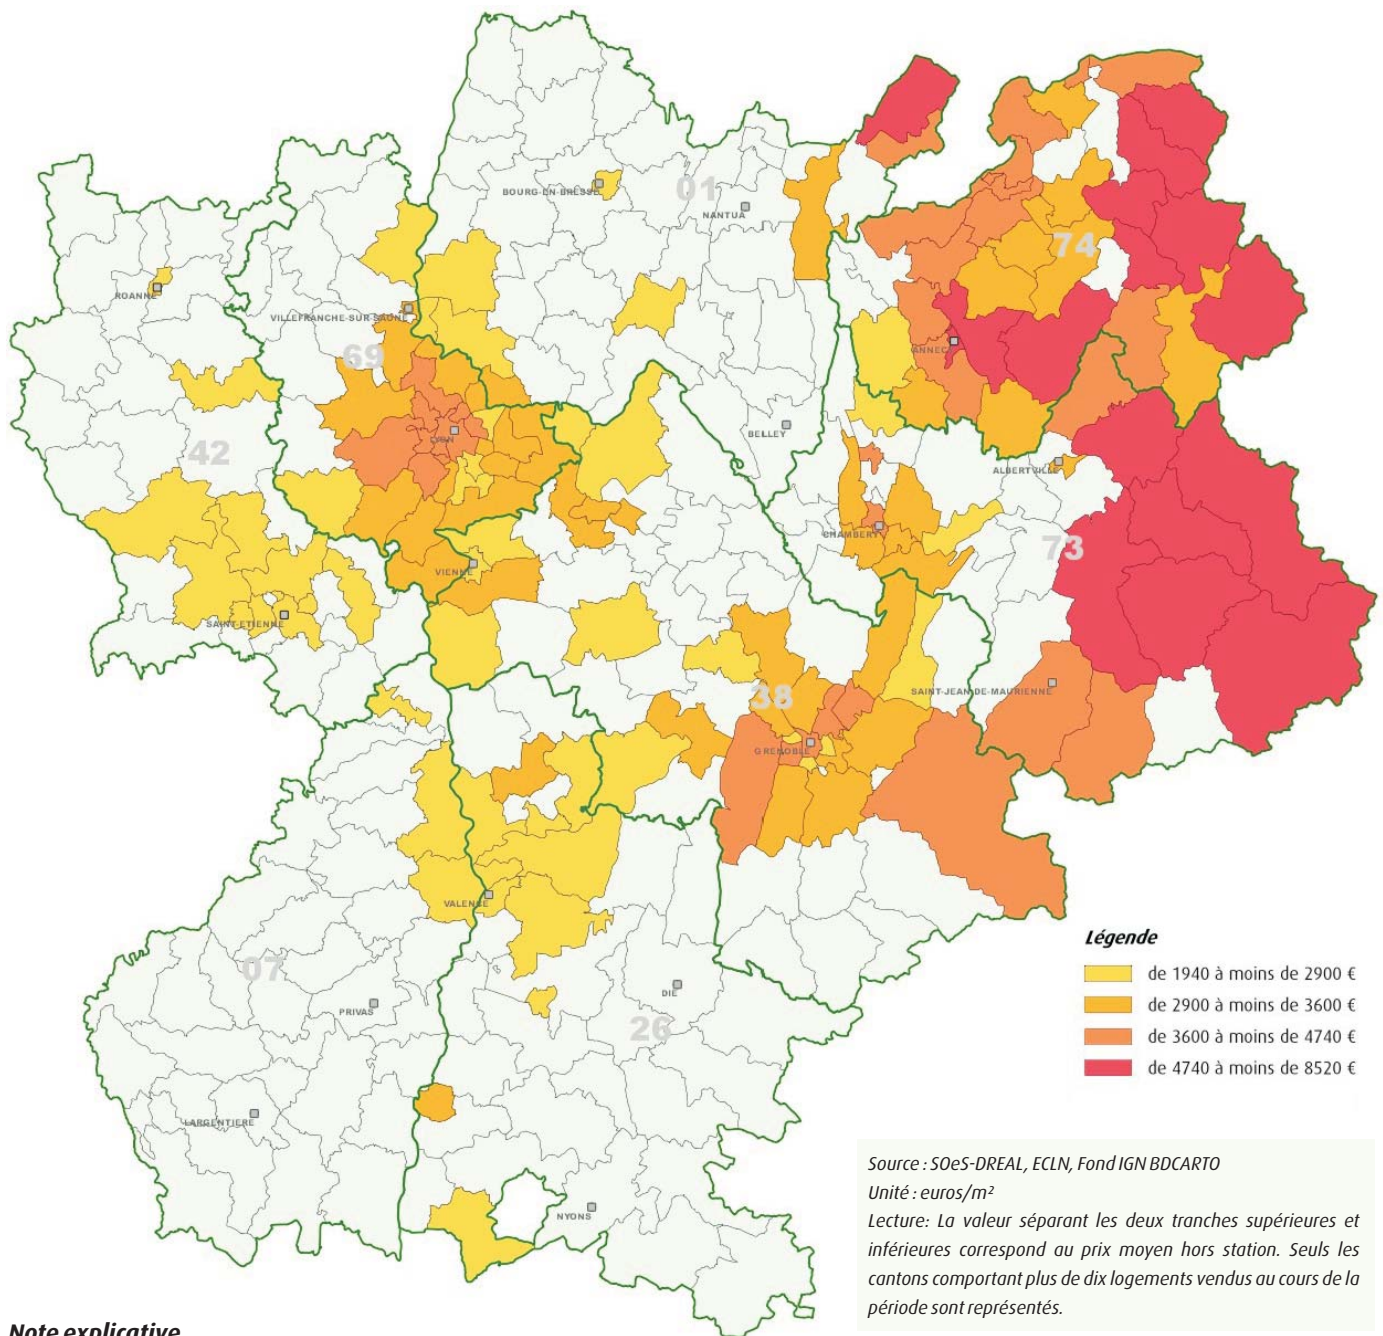 01
BOURG-EN-BRESSE
NANTUA
74
ROANNE
VILLEFRANCHE-SUR-SAONE
69
ANNECY
LYON
BELLEY
42
ALBERTVILLE
CHAMBERY
73
VIENNE
SAINT-ETIENNE
38
SAINT-JEAN-DE-MAURIENNE
GRENOBLE
VALENCE
Légende
de 1940 à moins de 2900 €
de 2900 à moins de 3600 €
de 3600 à moins de 4740 €
de 4740 à moins de 8520 €
07
DIE
PRIVAS
26
LARGENTIERE
NYONS
Source : SOeS-DREAL, ECLN, Fond IGN BDCARTO
Unité : euros/m²
Lecture: La valeur séparant les deux tranches supérieures et
inférieures correspond au prix moyen hors station. Seuls les
cantons comportant plus de dix logements vendus au cours de la
période sont représentés.
Note explicative